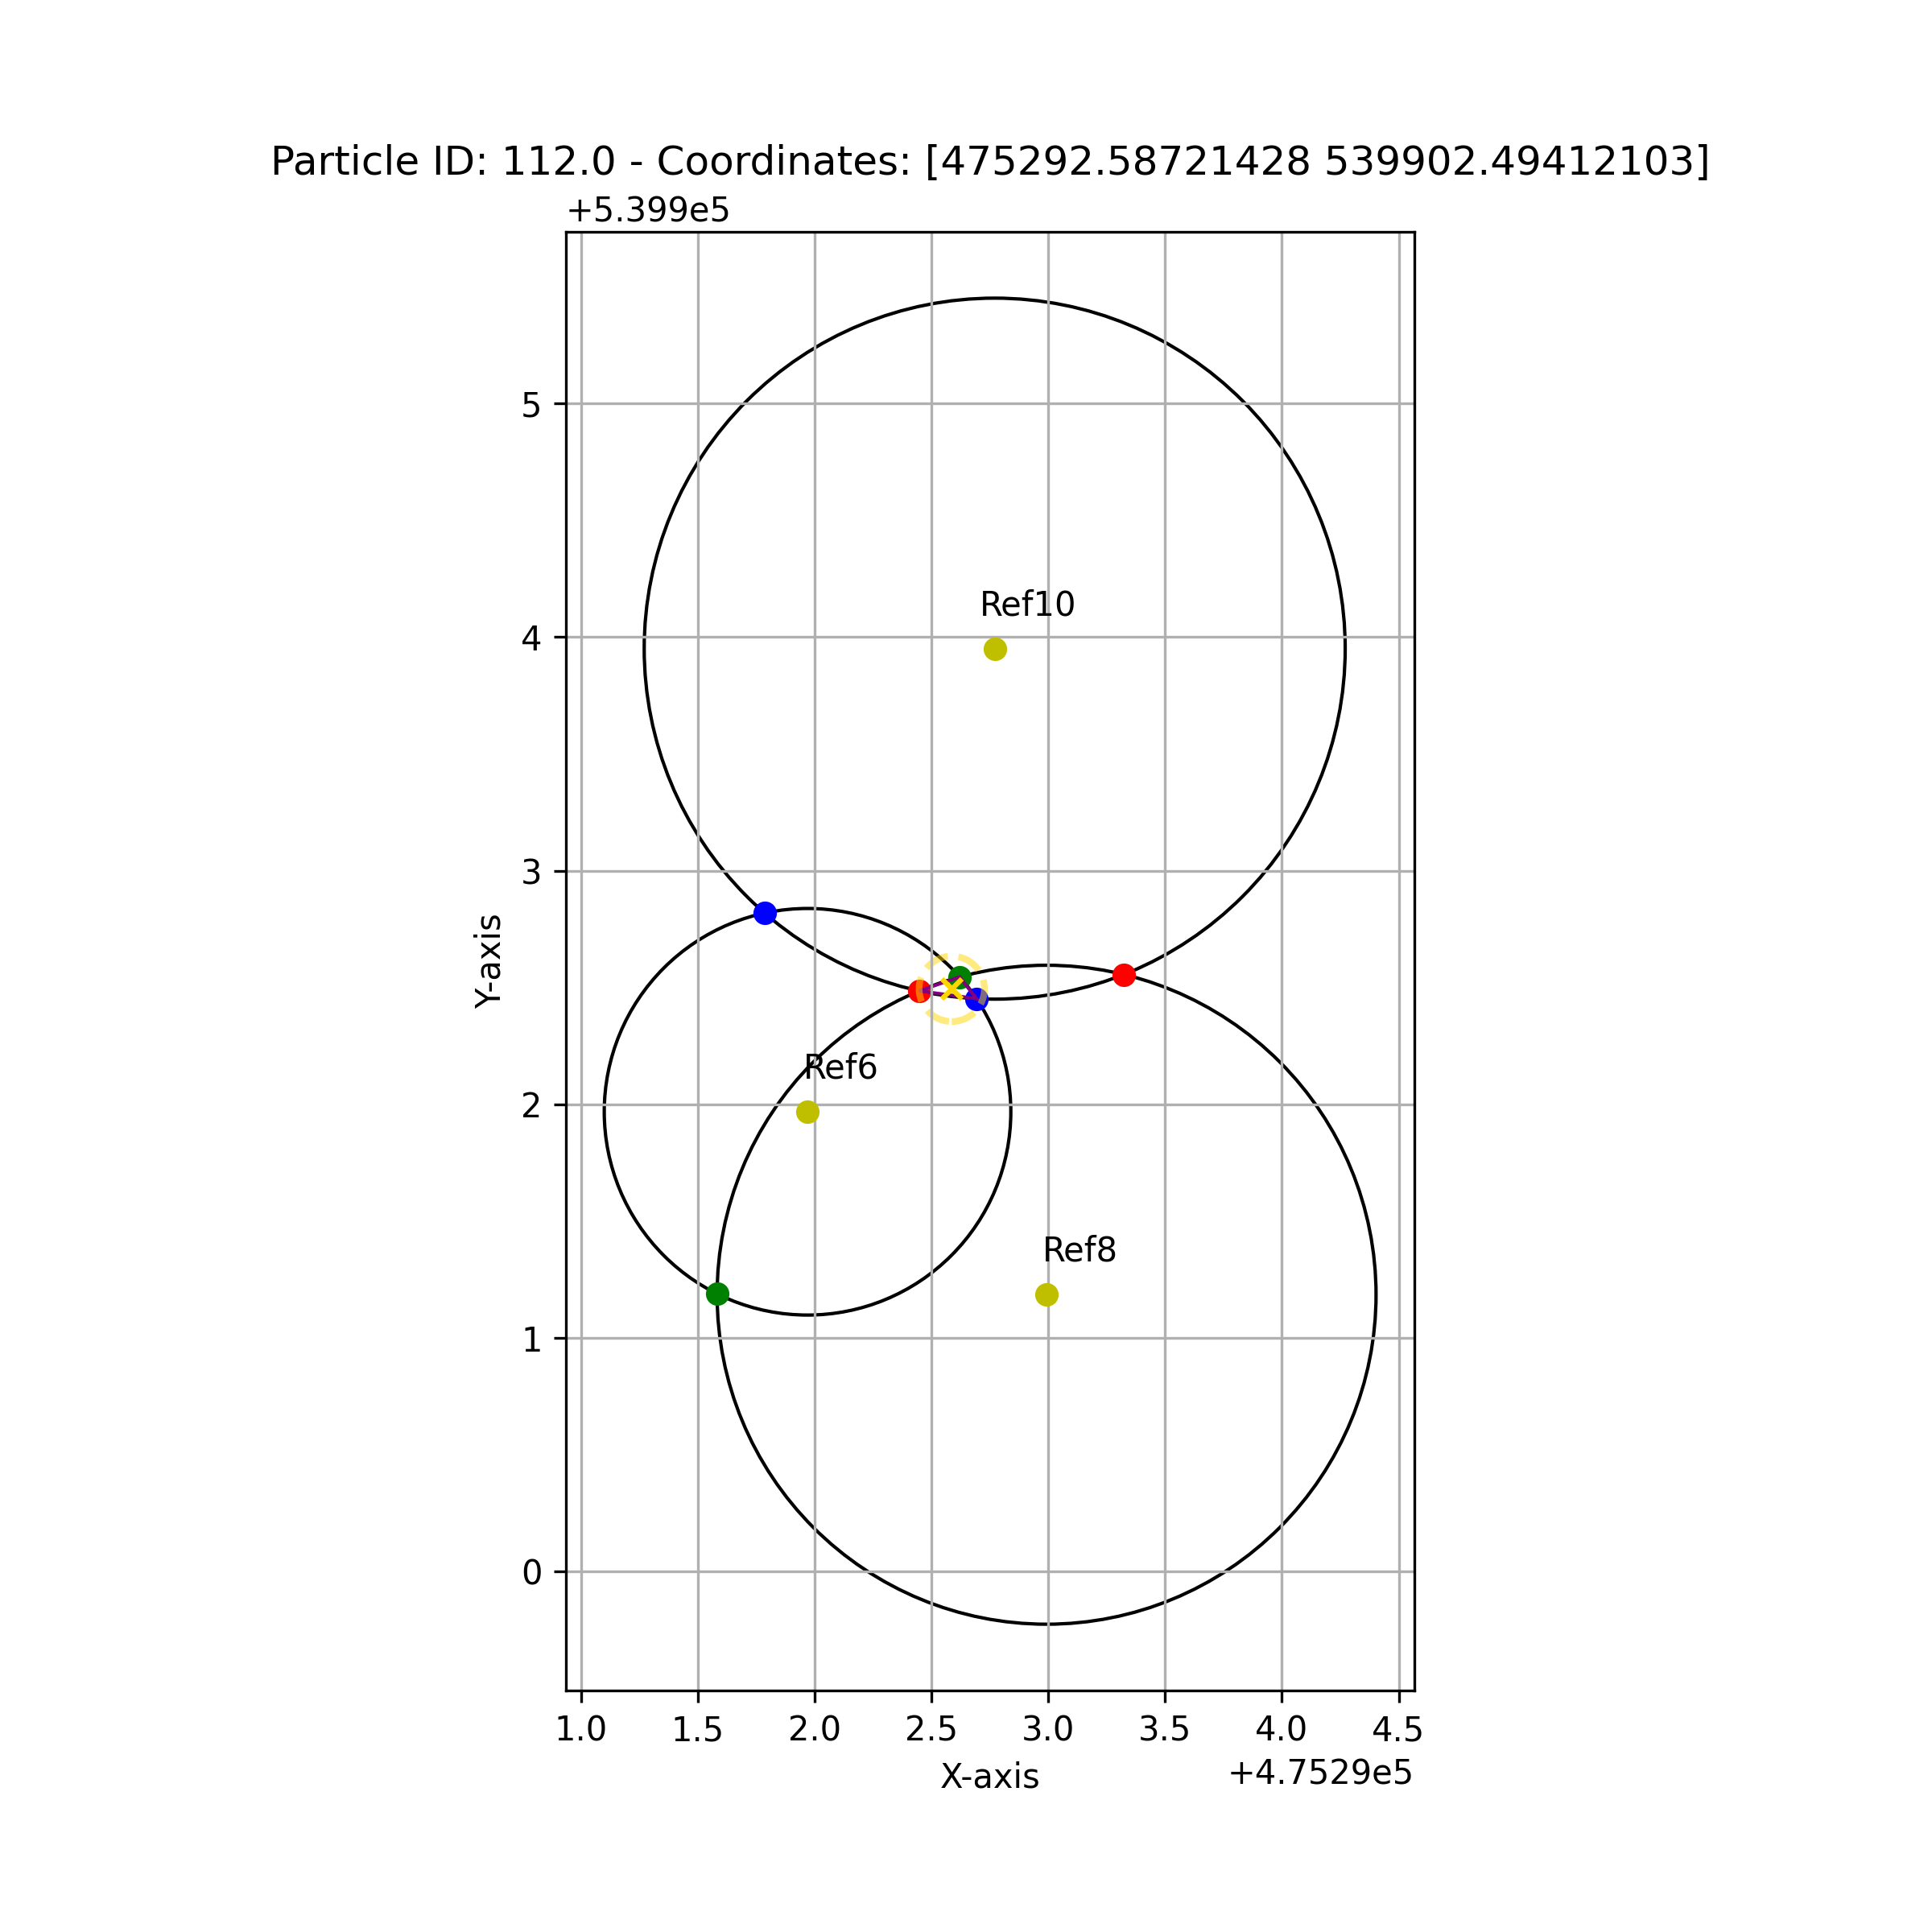 Particle ID: 112.0 - Coordinates: [475292.58721428 539902.49412103]
+5.399e5
5
Ref10
4
3
Y-axis
Ref6
2
Ref8
1
0
1.0 1.5 2.0 2.5 3.0 3.5 4.0 4.5
X-axis +4.7529e5